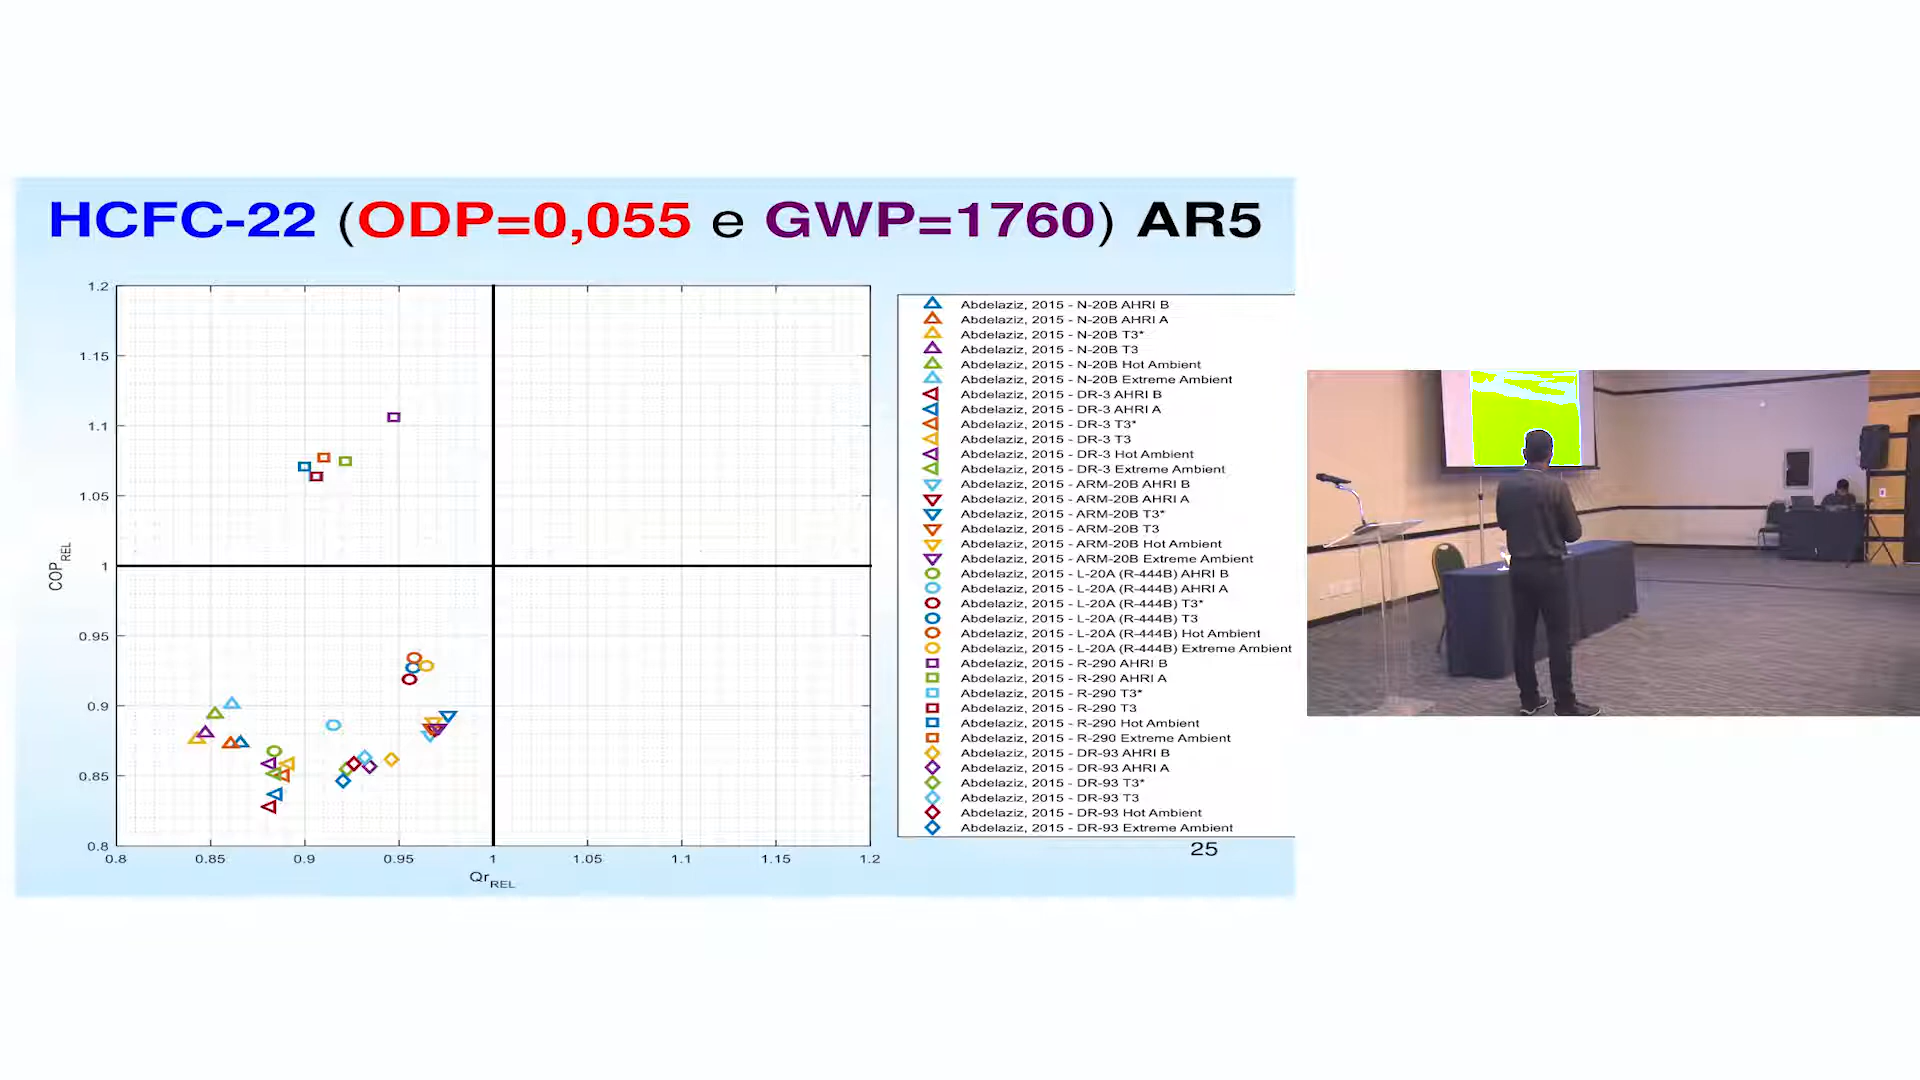 HCFC-22 (ODP=0,055 e GWP=1760) AR5
1.2
1.15
1.1
1.05
1
0.95
0.9
0.85
0.8
COP REL
0.8 0.85 0.9 0.95 1 1.05 1.1 1.15 1.2
Qr REL
Abdelaziz, 2015 - N-20B AHRI B
Abdelaziz, 2015 - N-20B AHRI A
Abdelaziz, 2015 - N-20B T3*
Abdelaziz, 2015 - N-20B T3
Abdelaziz, 2015 - N-20B Hot Ambient
Abdelaziz, 2015 - N-20B Extreme Ambient
Abdelaziz, 2015 - DR-3 AHRI B
Abdelaziz, 2015 - DR-3 AHRI A
Abdelaziz, 2015 - DR-3 T3*
Abdelaziz, 2015 - DR-3 T3
Abdelaziz, 2015 - DR-3 Hot Ambient
Abdelaziz, 2015 - DR-3 Extreme Ambient
Abdelaziz, 2015 - ARM-20B AHRI B
Abdelaziz, 2015 - ARM-20B AHRI A
Abdelaziz, 2015 - ARM-20B T3*
Abdelaziz, 2015 - ARM-20B T3
Abdelaziz, 2015 - ARM-20B Hot Ambient
Abdelaziz, 2015 - ARM-20B Extreme Ambient
Abdelaziz, 2015 - L-20A (R-444B) AHRI B
Abdelaziz, 2015 - L-20A (R-444B) AHRI A
Abdelaziz, 2015 - L-20A (R-444B) T3*
Abdelaziz, 2015 - L-20A (R-444B) T3
Abdelaziz, 2015 - L-20A (R-444B) Hot Ambient
Abdelaziz, 2015 - L-20A (R-444B) Extreme Ambient
Abdelaziz, 2015 - R-290 AHRI B
Abdelaziz, 2015 - R-290 AHRI A
Abdelaziz, 2015 - R-290 T3*
Abdelaziz, 2015 - R-290 T3
Abdelaziz, 2015 - R-290 Hot Ambient
Abdelaziz, 2015 - R-290 Extreme Ambient
Abdelaziz, 2015 - DR-93 AHRI B
Abdelaziz, 2015 - DR-93 AHRI A
Abdelaziz, 2015 - DR-93 T3*
Abdelaziz, 2015 - DR-93 T3
Abdelaziz, 2015 - DR-93 Hot Ambient
Abdelaziz, 2015 - DR-93 Extreme Ambient
25